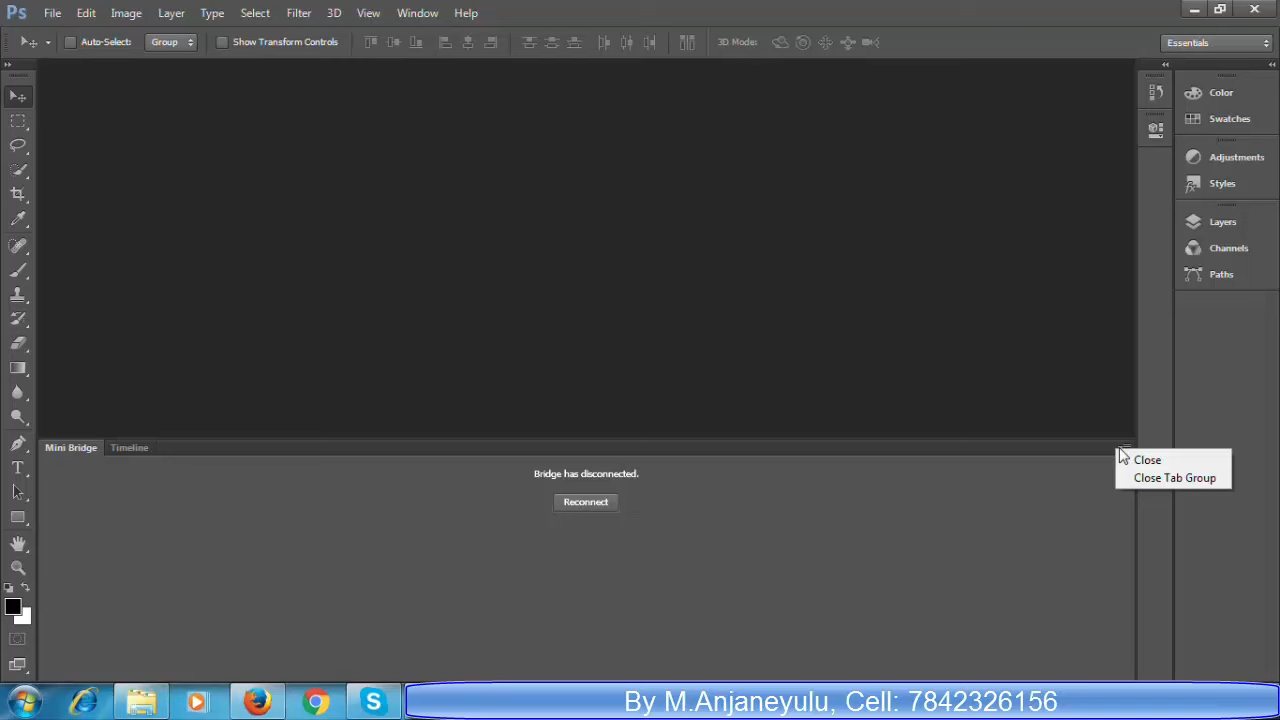 Ps File Edit Image Layer Type Select Filter 3D View Window Help
Auto-Select: Group Show Transform Controls 3D Mode: Essentials
Color
Swatches
Adjustments
Styles
Layers
Channels
Paths
Mini Bridge Timeline
Bridge has disconnected.
Reconnect
Close
Close Tab Group
By M.Anjaneyulu, Cell: 7842326156